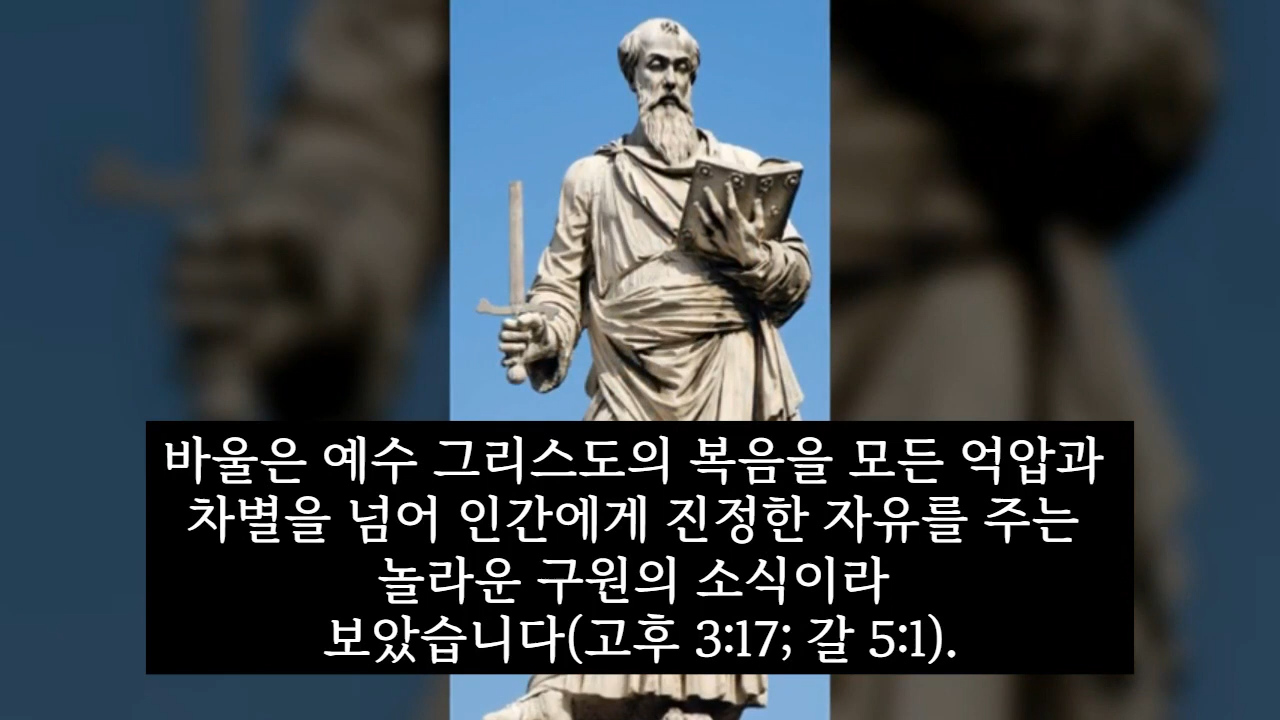 바울은 예수 그리스도의 복음을 모든 억압과
차별을 넘어 인간에게 진정한 자유를 주는
놀라운 구원의 소식이라
보았습니다(고후 3:17; 갈 5:1).